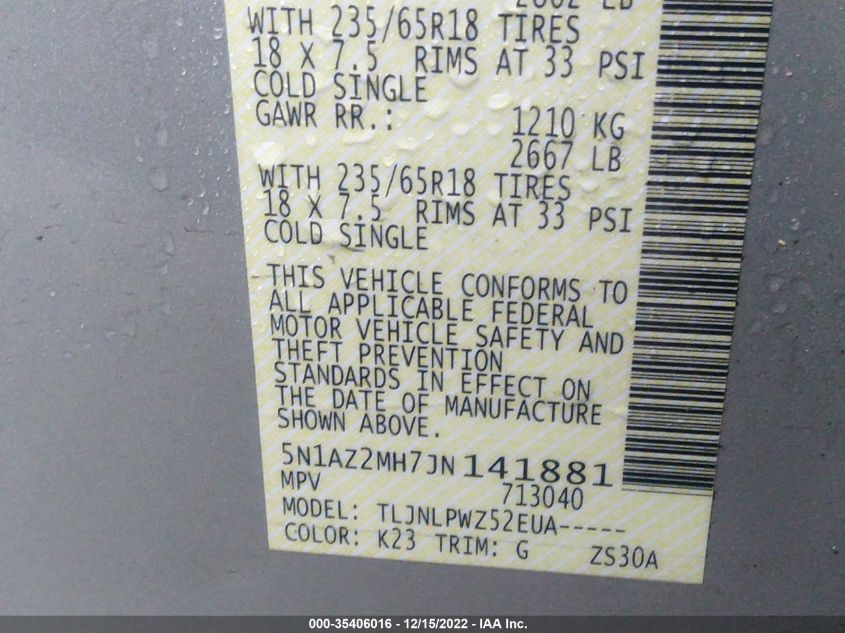 2662 LB
WITH 235/65R18 TIRES
18 X 7.5 RIMS AT 33 PSI
COLD SINGLE
GAWR RR.: 1210 KG
2667 LB
WITH 235/65R18 TIRES
18 X 7.5 RIMS AT 33 PSI
COLD SINGLE
THIS VEHICLE CONFORMS TO
ALL APPLICABLE FEDERAL
MOTOR VEHICLE SAFETY AND
THEFT PREVENTION
STANDARDS IN EFFECT ON
THE DATE OF MANUFACTURE
SHOWN ABOVE.
5N1AZ2MH7JN141881
MPV 713040
MODEL: TLJNLPWZ52EUA-----
COLOR: K23 TRIM: G ZS30A
000-35406016 - 12/15/2022 - IAA Inc.